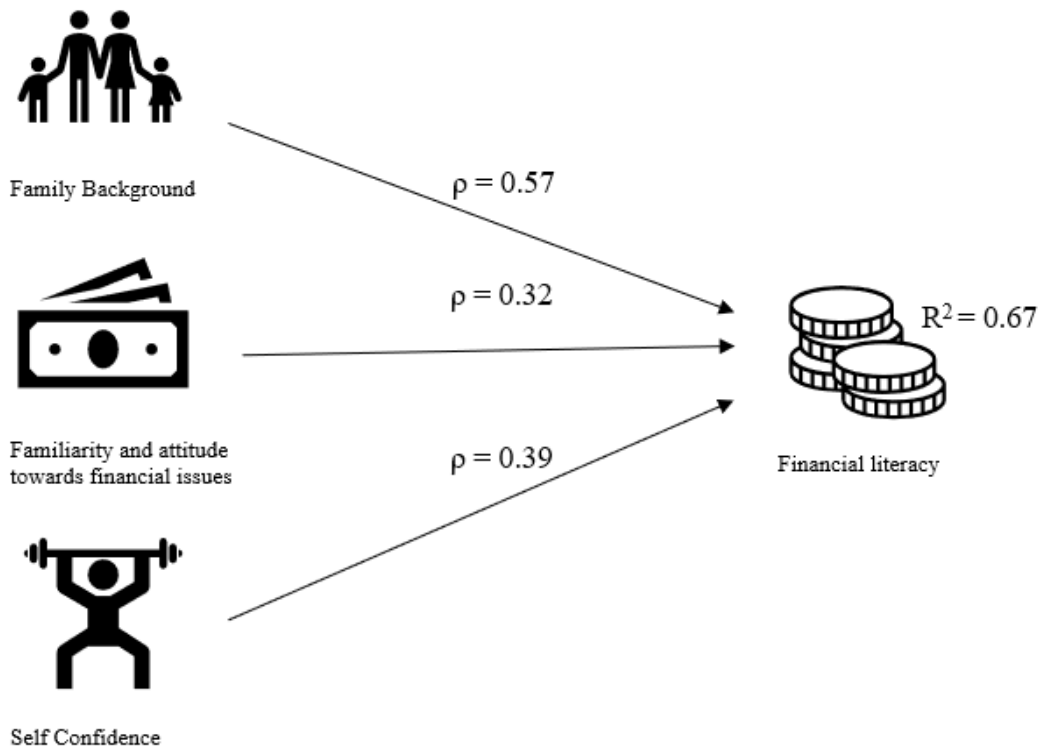 Family Background
ρ = 0.57
ρ = 0.32
R² = 0.67
Familiarity and attitude
towards financial issues
ρ = 0.39
Financial literacy
Self Confidence